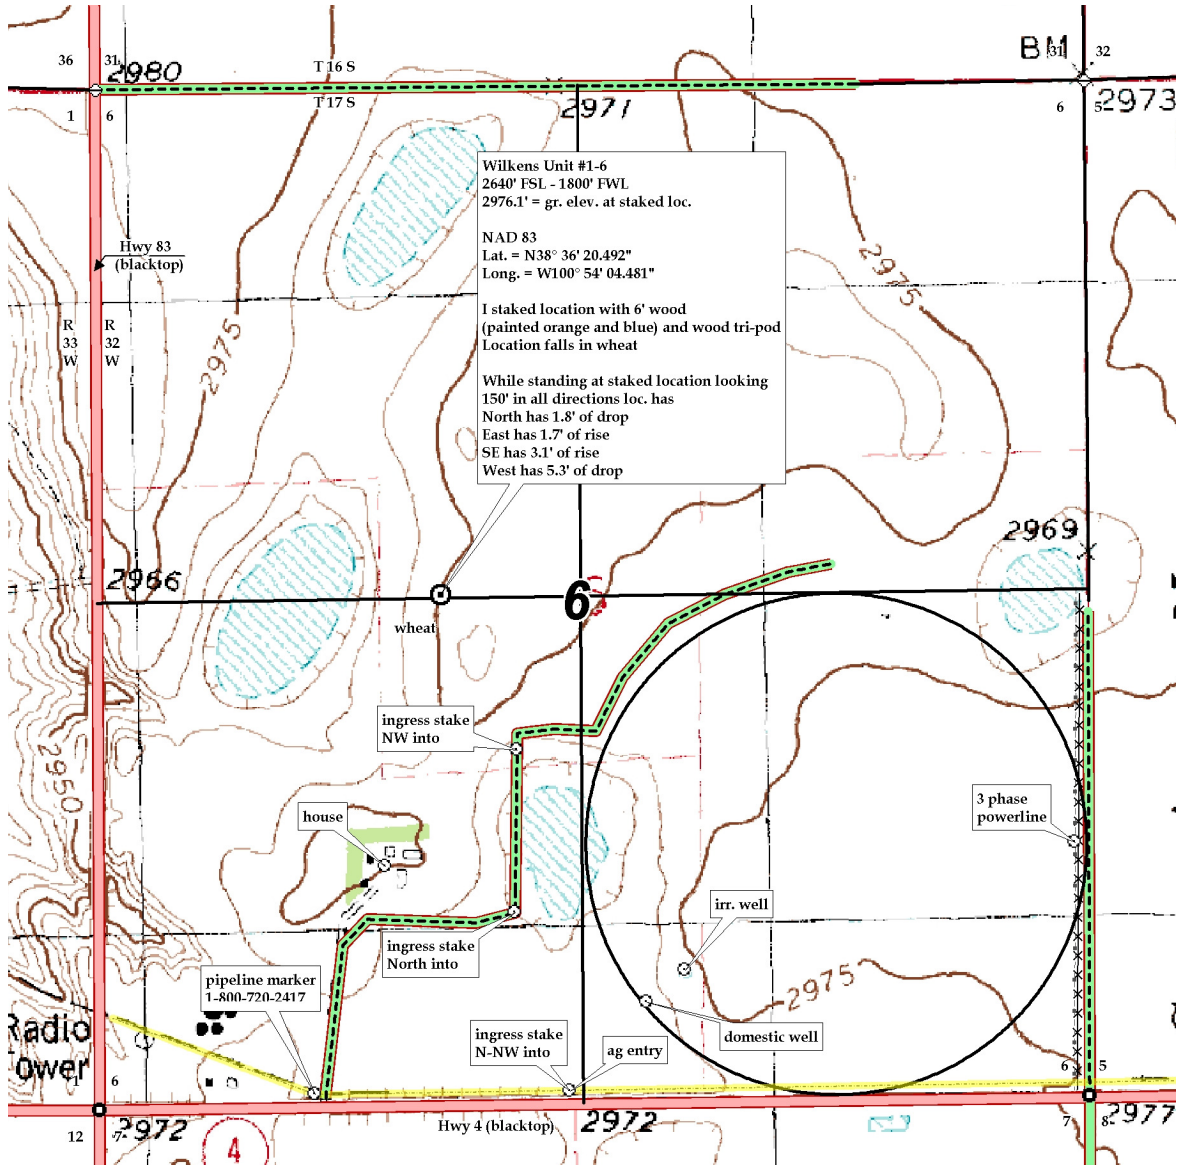 BM
36
31
31
32
2980
T 16 S
T 17 S
2971
2973
1
6
6
5
Wilkens Unit #1-6
2640' FSL - 1800' FWL
2976.1' = gr. elev. at staked loc.
NAD 83
Lat. = N38° 36' 20.492"
Long. = W100° 54' 04.481"
I staked location with 6' wood
(painted orange and blue) and wood tri-pod
Location falls in wheat
While standing at staked location looking
150' in all directions loc. has
North has 1.8' of drop
East has 1.7' of rise
SE has 3.1' of rise
West has 5.3' of drop
Hwy 83
(blacktop)
2975
2975
R
33
W
R
32
W
2969
2966
6
wheat
ingress stake
NW into
2950
house
3 phase
powerline
irr. well
ingress stake
North into
pipeline marker
1-800-720-2417
2975
Radio
Tower
ingress stake
N-NW into
ag entry
domestic well
1
6
6
5
Hwy 4 (blacktop)
12
7
2972
2972
7
8
2977
4